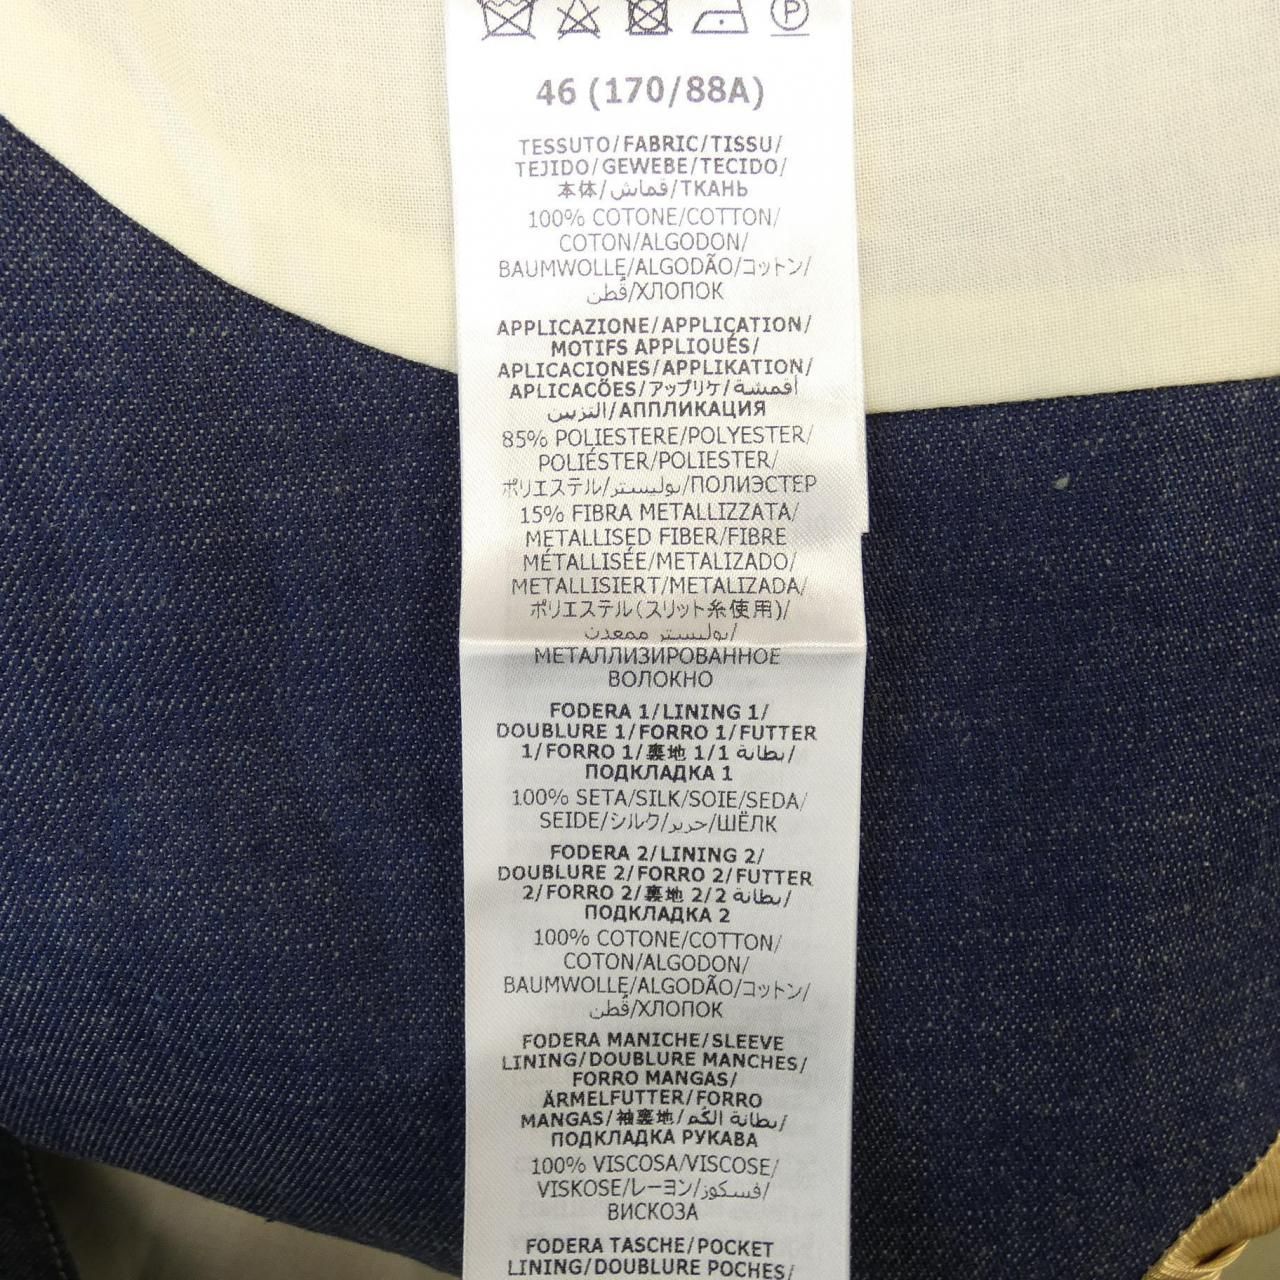 P
46 (170/88A)
TESSUTO/FABRIC/TISSU/
TEJIDO/GEWEBE/TECIDO/
本体/قماش/ТКАНЬ
100% COTONE/COTTON/
COTON/ALGODON/
BAUMWOLLE/ALGODÃO/コットン/
قُطن/ХЛОПОК
APPLICAZIONE/APPLICATION/
MOTIFS APPLIQUÉS/
APLICACIONES/APPLIKATION/
APLICACÕES/アップリケ/أقمشة
التزيين/АППЛИКАЦИЯ
85% POLIESTERE/POLYESTER/
POLIÉSTER/POLIESTER/
ポリエステル/بوليستر/ПОЛИЭСТЕР
15% FIBRA METALLIZZATA/
METALLISED FIBER/FIBRE
MÉTALLISÉE/METALIZADO/
METALLISIERT/METALIZADA/
ポリエステル(スリット糸使用)/
بوليستر ممعدن/
МЕТАЛЛИЗИРОВАННОЕ
ВОЛОКНО
FODERA 1/LINING 1/
DOUBLURE 1/FORRO 1/FUTTER
1/FORRO 1/裏地 1/1 بطانة/
ПОДКЛАДКА 1
100% SETA/SILK/SOIE/SEDA/
SEIDE/シルク/حرير/ШЁЛК
FODERA 2/LINING 2/
DOUBLURE 2/FORRO 2/FUTTER
2/FORRO 2/裏地 2/2 بطانة/
ПОДКЛАДКА 2
100% COTONE/COTTON/
COTON/ALGODON/
BAUMWOLLE/ALGODÃO/コットン/
قُطن/ХЛОПОК
FODERA MANICHE/SLEEVE
LINING/DOUBLURE MANCHES/
FORRO MANGAS/
ÄRMELFUTTER/FORRO
MANGAS/袖裏地/بطانة الكُم/
ПОДКЛАДКА РУКАВА
100% VISCOSA/VISCOSE/
VISKOSE/レーヨン/فسكوز/
ВИСКОЗА
FODERA TASCHE/POCKET
LINING/DOUBLURE POCHES/